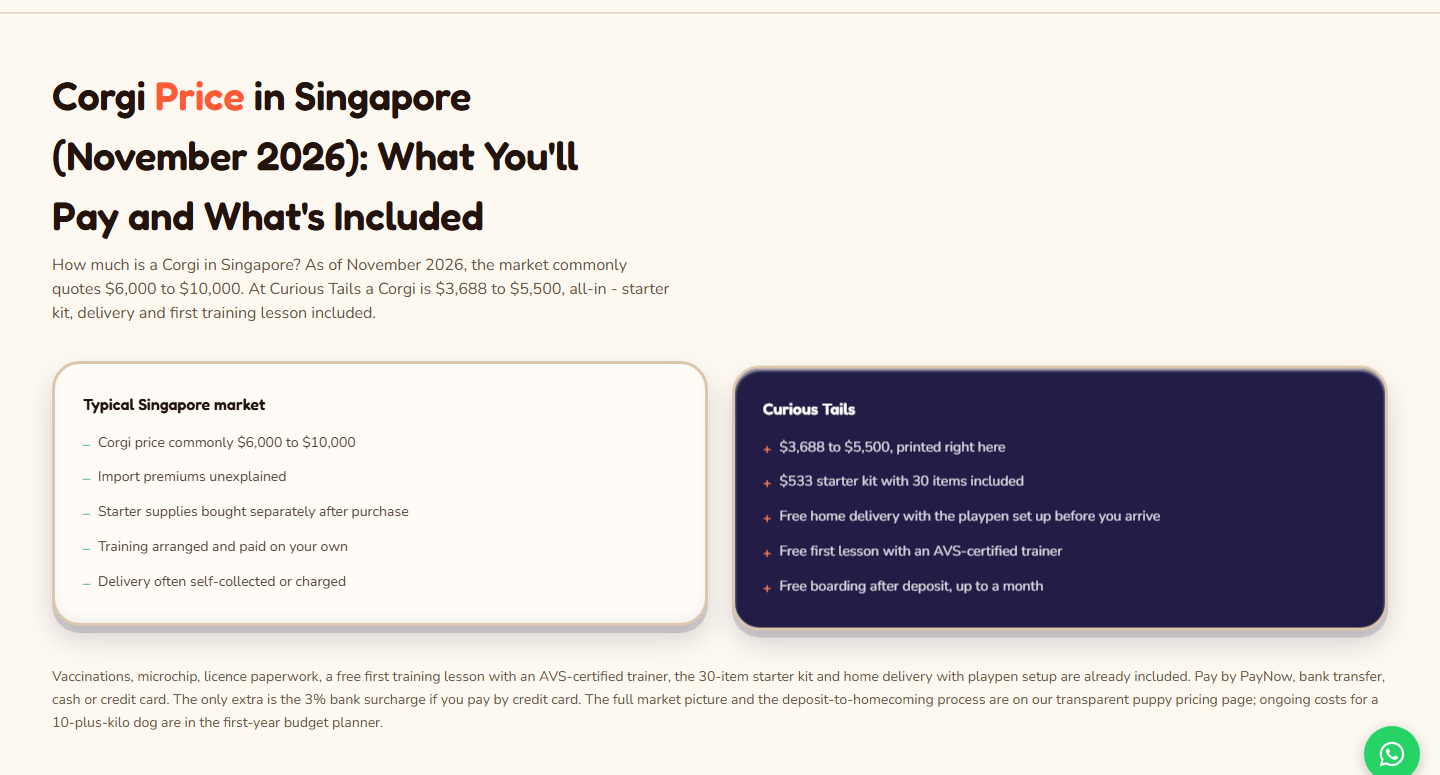 Corgi Price in Singapore
(November 2026): What You'll
Pay and What's Included
How much is a Corgi in Singapore? As of November 2026, the market commonly
quotes $6,000 to $10,000. At Curious Tails a Corgi is $3,688 to $5,500, all-in - starter
kit, delivery and first training lesson included.
Typical Singapore market
– Corgi price commonly $6,000 to $10,000
– Import premiums unexplained
– Starter supplies bought separately after purchase
– Training arranged and paid on your own
– Delivery often self-collected or charged
Curious Tails
+ $3,688 to $5,500, printed right here
+ $533 starter kit with 30 items included
+ Free home delivery with the playpen set up before you arrive
+ Free first lesson with an AVS-certified trainer
+ Free boarding after deposit, up to a month
Vaccinations, microchip, licence paperwork, a free first training lesson with an AVS-certified trainer, the 30-item starter kit and home delivery with playpen setup are already included. Pay by PayNow, bank transfer,
cash or credit card. The only extra is the 3% bank surcharge if you pay by credit card. The full market picture and the deposit-to-homecoming process are on our transparent puppy pricing page; ongoing costs for a
10-plus-kilo dog are in the first-year budget planner.